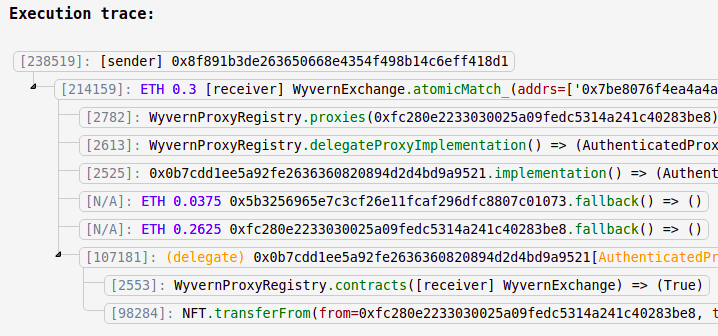 Execution trace:
[238519]: [sender] 0x8f891b3de263650668e4354f498b14c6eff418d1
[214159]: ETH 0.3 [receiver] WyvernExchange.atomicMatch_(addrs=['0x7be8076f4ea4a4a
[2782]: WyvernProxyRegistry.proxies(0xfc280e2233030025a09fedc5314a241c40283be8)
[2613]: WyvernProxyRegistry.delegateProxyImplementation() => (AuthenticatedProx
[2525]: 0x0b7cdd1ee5a92fe2636360820894d2d4bd9a9521.implementation() => (Authent
[N/A]: ETH 0.0375 0x5b3256965e7c3cf26e11fcaf296dfc8807c01073.fallback() => ()
[N/A]: ETH 0.2625 0xfc280e2233030025a09fedc5314a241c40283be8.fallback() => ()
[107181]: (delegate) 0x0b7cdd1ee5a92fe2636360820894d2d4bd9a9521[AuthenticatedPr
[2553]: WyvernProxyRegistry.contracts([receiver] WyvernExchange) => (True)
[98284]: NFT.transferFrom(from=0xfc280e2233030025a09fedc5314a241c40283be8, t